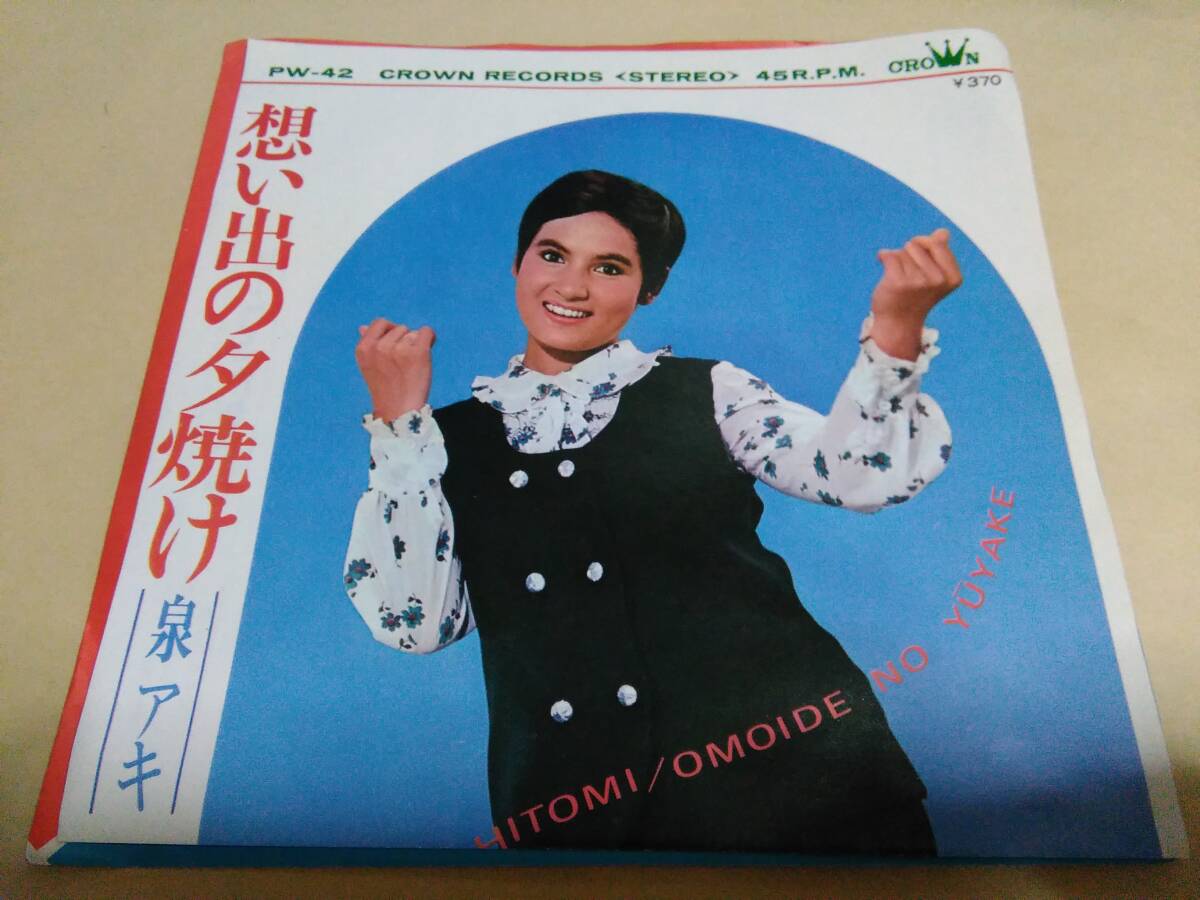 PW-42 CROWN RECORDS <STEREO> 45 R.P.M.
CROWN
¥370
想い出の夕焼け
泉アキ
HITOMI/OMOIDE NO YŪYAKE